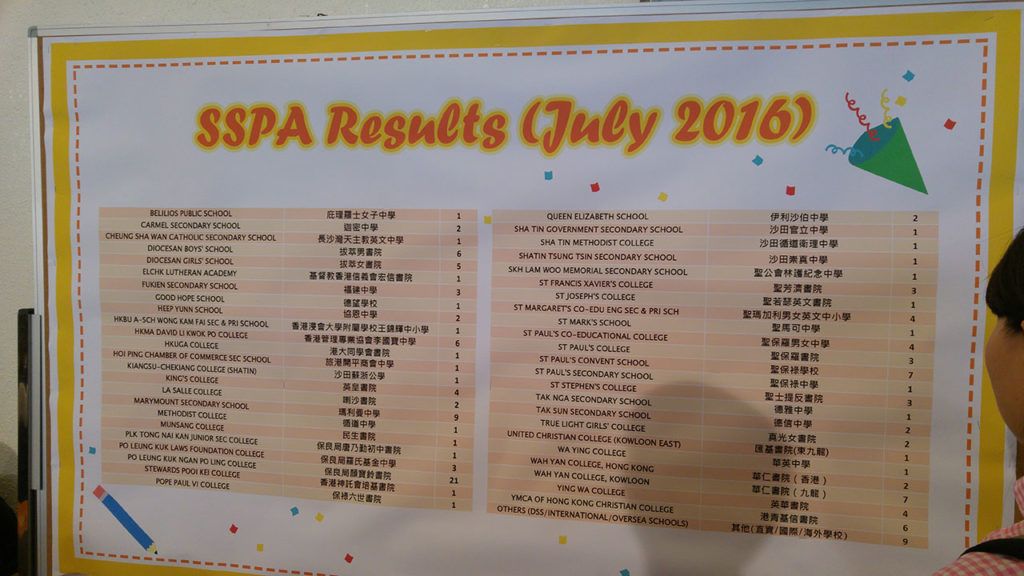 SSPA Results (July 2016)
BELILIOS PUBLIC SCHOOL 庇理羅士女子中學 1
CARMEL SECONDARY SCHOOL 迦密中學 2
CHEUNG SHA WAN CATHOLIC SECONDARY SCHOOL 長沙灣天主教英文中學 1
DIOCESAN BOYS' SCHOOL 拔萃男書院 6
DIOCESAN GIRLS' SCHOOL 拔萃女書院 5
ELCHK LUTHERAN ACADEMY 基督教香港信義會宏信書院 1
FUKIEN SECONDARY SCHOOL 福建中學 3
GOOD HOPE SCHOOL 德望學校 1
HEEP YUNN SCHOOL 協恩中學 2
HKBU A-SCH WONG KAM FAI SEC & PRI SCHOOL 香港浸會大學附屬學校王錦輝中小學 1
HKMA DAVID LI KWOK PO COLLEGE 香港管理專業協會李國寶中學 6
HKUGA COLLEGE 港大同學會書院 1
HOI PING CHAMBER OF COMMERCE SEC SCHOOL 旅港開平商會中學 1
KIANGSU-CHEKIANG COLLEGE (SHATIN) 沙田蘇浙公學 1
KING'S COLLEGE 英皇書院 4
LA SALLE COLLEGE 喇沙書院 2
MARYMOUNT SECONDARY SCHOOL 瑪利曼中學 9
METHODIST COLLEGE 循道中學 1
MUNSANG COLLEGE 民生書院 1
PLK TONG NAI KAN JUNIOR SEC COLLEGE 保良局唐乃勤初中書院 1
PO LEUNG KUK LAWS FOUNDATION COLLEGE 保良局羅氏基金中學 3
PO LEUNG KUK NGAN PO LING COLLEGE 保良局顏寶鈴書院 21
STEWARDS POOI KEI COLLEGE 香港神託會培基書院 1
POPE PAUL VI COLLEGE 保祿六世書院 1
QUEEN ELIZABETH SCHOOL 伊利沙伯中學 2
SHA TIN GOVERNMENT SECONDARY SCHOOL 沙田官立中學 1
SHA TIN METHODIST COLLEGE 沙田循道衛理中學 1
SHATIN TSUNG TSIN SECONDARY SCHOOL 沙田崇真中學 1
SKH LAM WOO MEMORIAL SECONDARY SCHOOL 聖公會林護紀念中學 1
ST FRANCIS XAVIER'S COLLEGE 聖芳濟書院 3
ST JOSEPH'S COLLEGE 聖若瑟英文書院 1
ST MARGARET'S CO-EDU ENG SEC & PRI SCH 聖瑪加利男女英文中小學 4
ST MARK'S SCHOOL 聖馬可中學 1
ST PAUL'S CO-EDUCATIONAL COLLEGE 聖保羅男女中學 4
ST PAUL'S COLLEGE 聖保羅書院 3
ST PAUL'S CONVENT SCHOOL 聖保祿學校 7
ST PAUL'S SECONDARY SCHOOL 聖保祿中學 1
ST STEPHEN'S COLLEGE 聖士提反書院 3
TAK NGA SECONDARY SCHOOL 德雅中學 1
TAK SUN SECONDARY SCHOOL 德信中學 2
TRUE LIGHT GIRLS' COLLEGE 真光女書院 2
UNITED CHRISTIAN COLLEGE (KOWLOON EAST) 匯基書院(東九龍) 1
WA YING COLLEGE 華英中學 1
WAH YAN COLLEGE, HONG KONG 華仁書院（香港） 2
WAH YAN COLLEGE, KOWLOON 華仁書院（九龍） 7
YING WA COLLEGE 英華書院 4
YMCA OF HONG KONG CHRISTIAN COLLEGE 港青基信書院 6
OTHERS (DSS/INTERNATIONAL/OVERSEA SCHOOLS) 其他(直資/國際/海外學校) 9